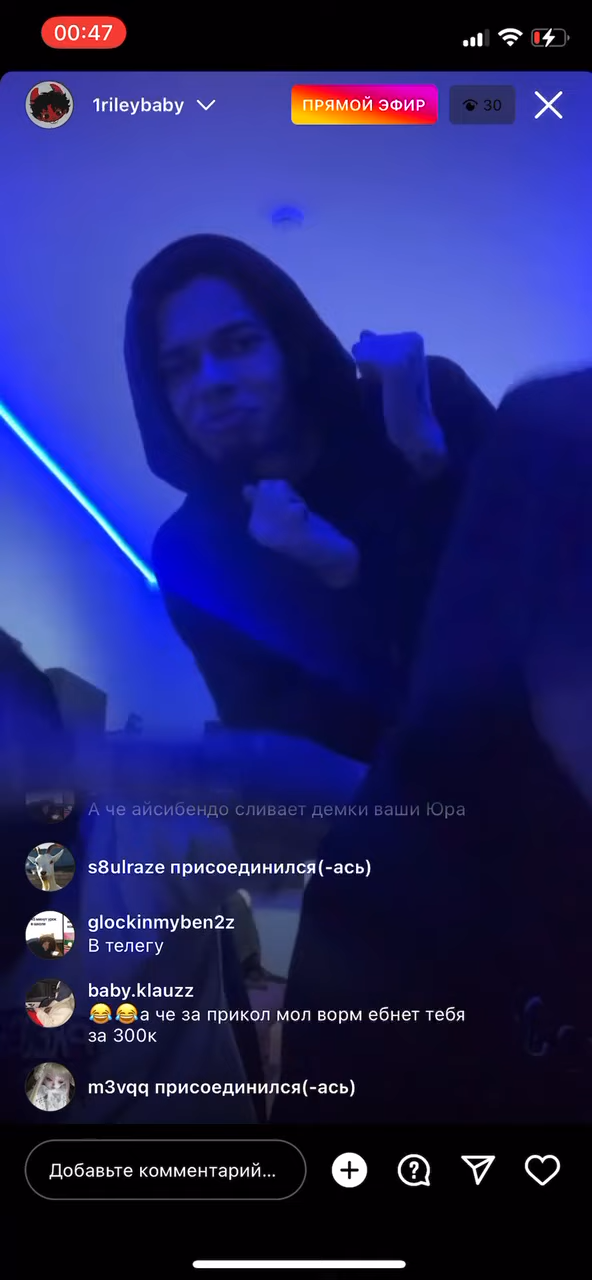 00:47
1rileybaby
ПРЯМОЙ ЭФИР
30
А че айсибендо сливает демки ваши Юра
s8ulraze присоединился(-ась)
glockinmyben2z
В телегу
baby.klauzz
😂😂а че за прикол мол ворм ебнет тебя
за 300к
m3vqq присоединился(-ась)
Добавьте комментарий...